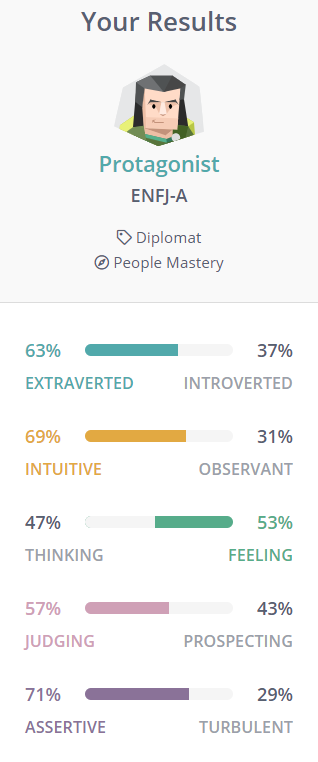 Your Results
Protagonist
ENFJ-A
Diplomat
People Mastery
63% 37%
EXTRAVERTED INTROVERTED
69% 31%
INTUITIVE OBSERVANT
47% 53%
THINKING FEELING
57% 43%
JUDGING PROSPECTING
71% 29%
ASSERTIVE TURBULENT